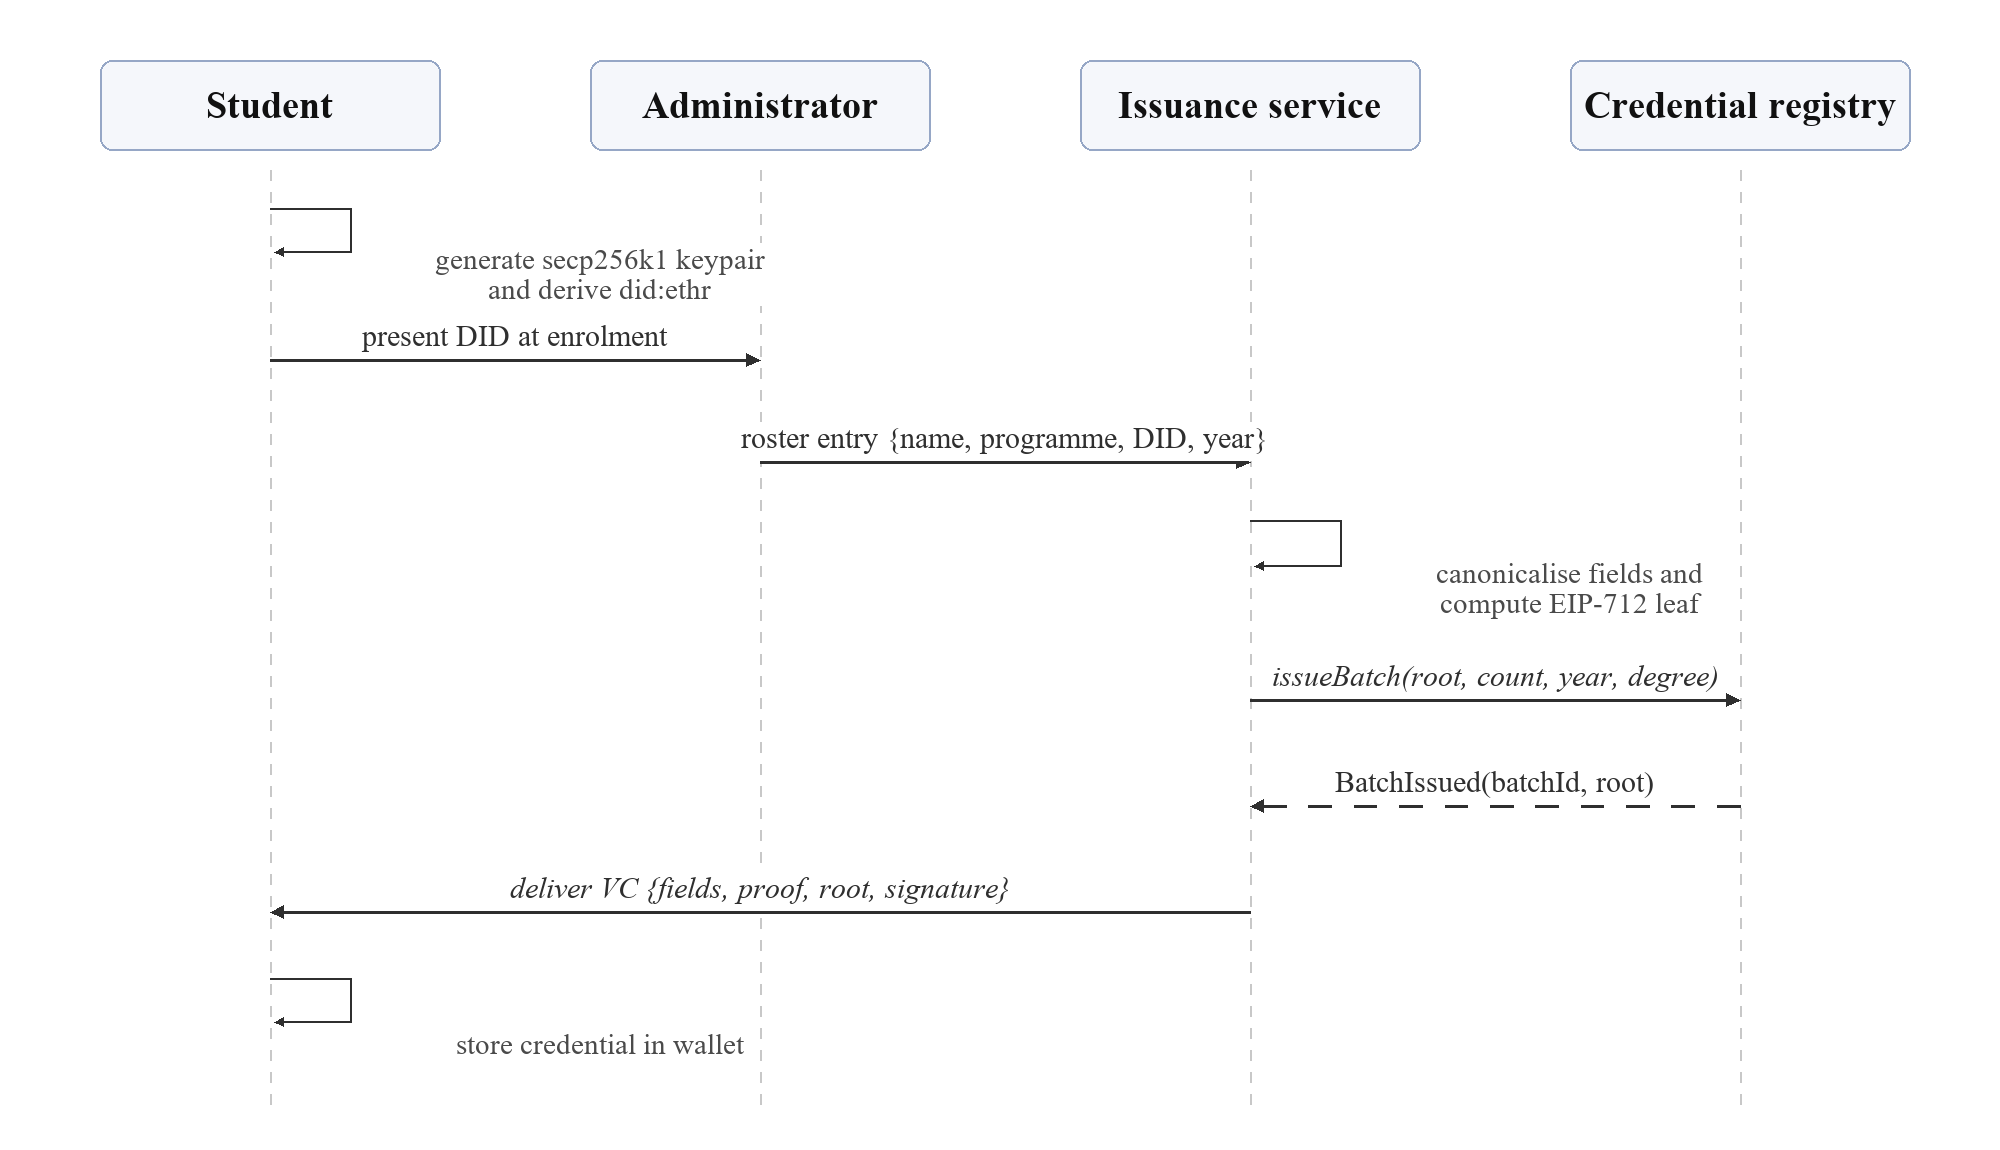 Student
Administrator
Issuance service
Credential registry
generate secp256k1 keypair
and derive did:ethr
present DID at enrolment
roster entry {name, programme, DID, year}
canonicalise fields and
compute EIP-712 leaf
issueBatch(root, count, year, degree)
BatchIssued(batchId, root)
deliver VC {fields, proof, root, signature}
store credential in wallet